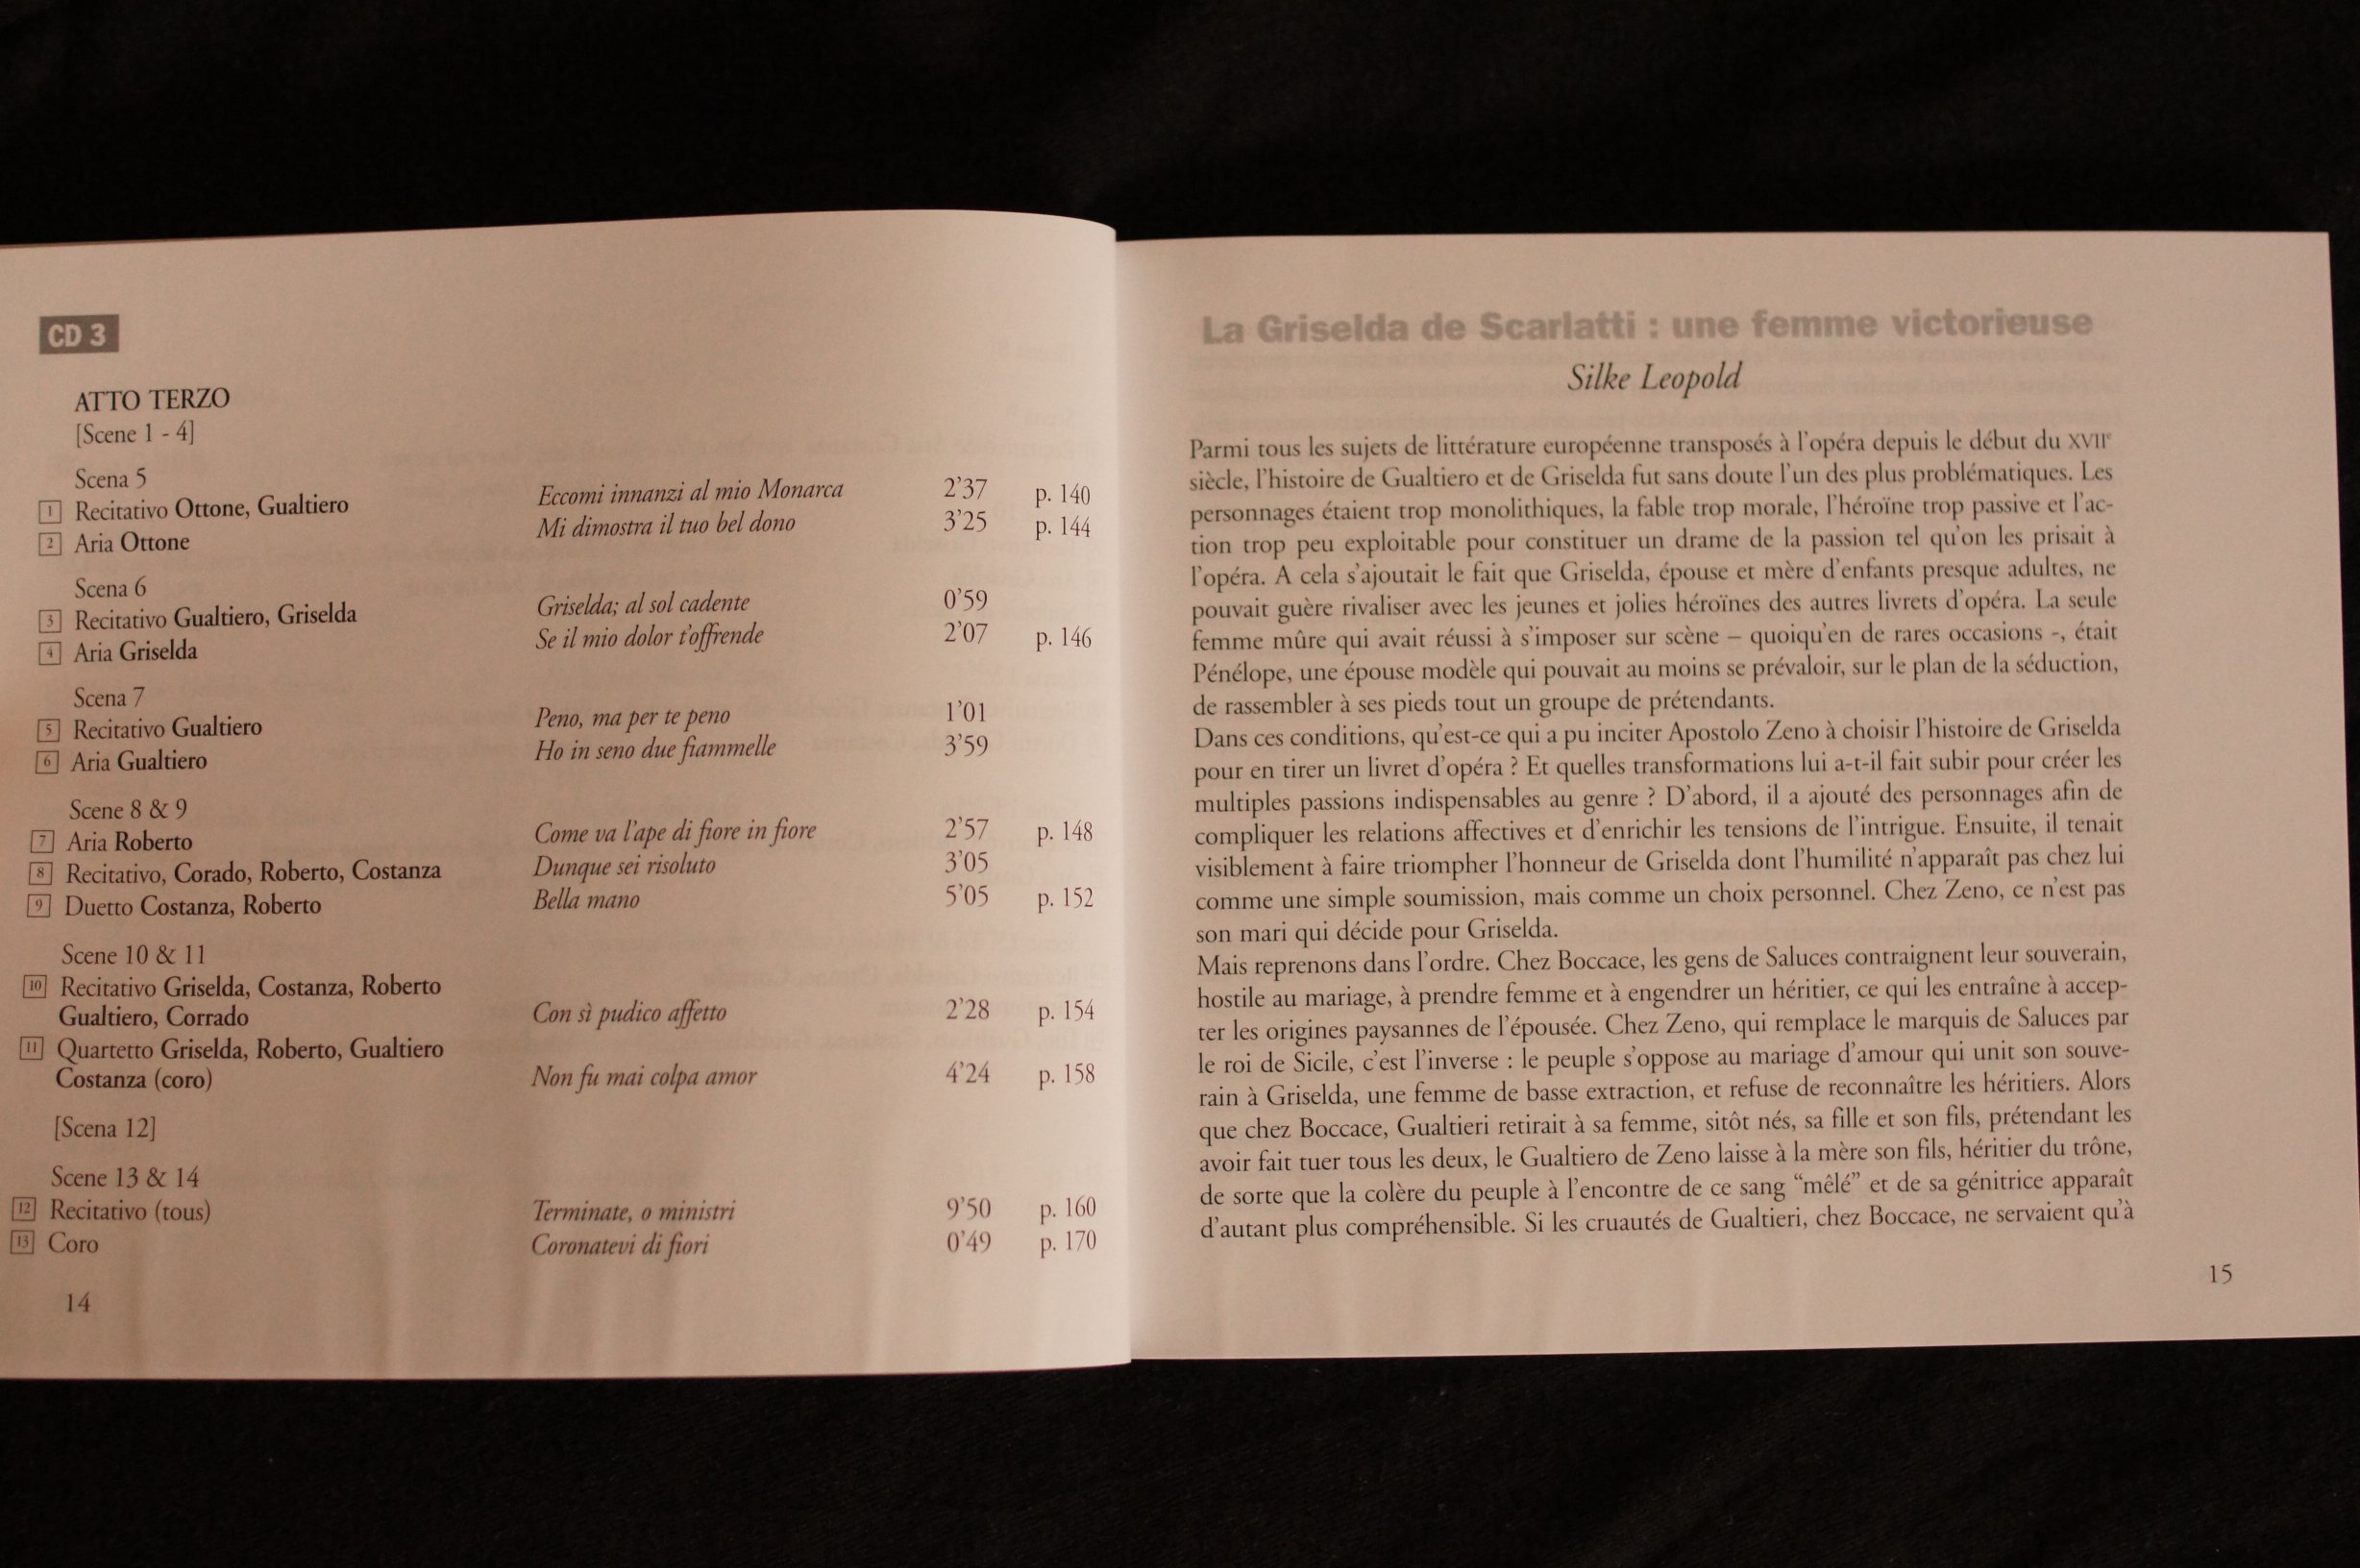 CD 3
ATTO TERZO
[Scene 1 - 4]
Scena 5
1 Recitativo Ottone, Gualtiero Eccomi innanzi al mio Monarca 2’37 p. 140
2 Aria Ottone Mi dimostra il tuo bel dono 3’25 p. 144
Scena 6
3 Recitativo Gualtiero, Griselda Griselda; al sol cadente 0’59
4 Aria Griselda Se il mio dolor t’offrende 2’07 p. 146
Scena 7
5 Recitativo Gualtiero Peno, ma per te peno 1’01
6 Aria Gualtiero Ho in seno due fiammelle 3’59
Scene 8 & 9
7 Aria Roberto Come va l’ape di fiore in fiore 2’57 p. 148
8 Recitativo, Corado, Roberto, Costanza Dunque sei risoluto 3’05
9 Duetto Costanza, Roberto Bella mano 5’05 p. 152
Scene 10 & 11
10 Recitativo Griselda, Costanza, Roberto
Gualtiero, Corrado Con sì pudico affetto 2’28 p. 154
11 Quartetto Griselda, Roberto, Gualtiero
Costanza (coro) Non fu mai colpa amor 4’24 p. 158
[Scena 12]
Scene 13 & 14
12 Recitativo (tous) Terminate, o ministri 9’50 p. 160
13 Coro Coronatevi di fiori 0’49 p. 170
14
La Griselda de Scarlatti : une femme victorieuse
Silke Leopold
Parmi tous les sujets de littérature européenne transposés à l’opéra depuis le début du XVIIe
siècle, l’histoire de Gualtiero et de Griselda fut sans doute l’un des plus problématiques. Les
personnages étaient trop monolithiques, la fable trop morale, l’héroïne trop passive et l’ac-
tion trop peu exploitable pour constituer un drame de la passion tel qu’on les prisait à
l’opéra. A cela s’ajoutait le fait que Griselda, épouse et mère d’enfants presque adultes, ne
pouvait guère rivaliser avec les jeunes et jolies héroïnes des autres livrets d’opéra. La seule
femme mûre qui avait réussi à s’imposer sur scène – quoiqu’en de rares occasions -, était
Pénélope, une épouse modèle qui pouvait au moins se prévaloir, sur le plan de la séduction,
de rassembler à ses pieds tout un groupe de prétendants.
Dans ces conditions, qu’est-ce qui a pu inciter Apostolo Zeno à choisir l’histoire de Griselda
pour en tirer un livret d’opéra ? Et quelles transformations lui a-t-il fait subir pour créer les
multiples passions indispensables au genre ? D’abord, il a ajouté des personnages afin de
compliquer les relations affectives et d’enrichir les tensions de l’intrigue. Ensuite, il tenait
visiblement à faire triompher l’honneur de Griselda dont l’humilité n’apparaît pas chez lui
comme une simple soumission, mais comme un choix personnel. Chez Zeno, ce n’est pas
son mari qui décide pour Griselda.
Mais reprenons dans l’ordre. Chez Boccace, les gens de Saluces contraignent leur souverain,
hostile au mariage, à prendre femme et à engendrer un héritier, ce qui les entraîne à accep-
ter les origines paysannes de l’épousée. Chez Zeno, qui remplace le marquis de Saluces par
le roi de Sicile, c’est l’inverse : le peuple s’oppose au mariage d’amour qui unit son souve-
rain à Griselda, une femme de basse extraction, et refuse de reconnaître les héritiers. Alors
que chez Boccace, Gualtieri retirait à sa femme, sitôt nés, sa fille et son fils, prétendant les
avoir fait tuer tous les deux, le Gualtiero de Zeno laisse à la mère son fils, héritier du trône,
de sorte que la colère du peuple à l’encontre de ce sang “mêlé” et de sa génitrice apparaît
d’autant plus compréhensible. Si les cruautés de Gualtieri, chez Boccace, ne servaient qu’à
15